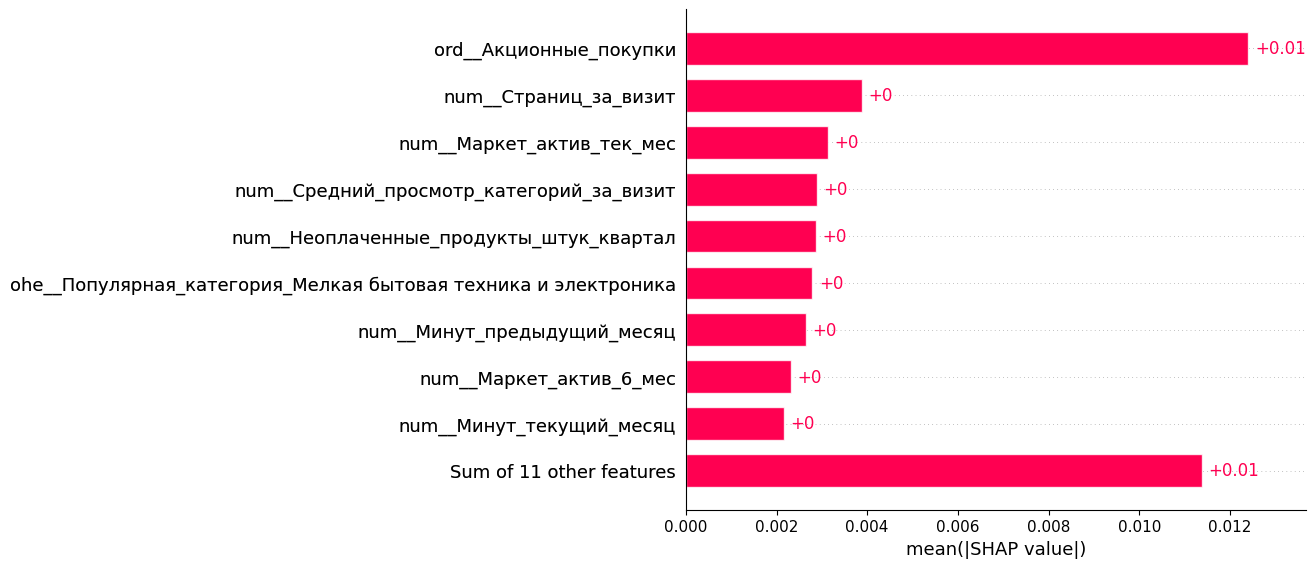 ord__Акционные_покупки +0.01
num__Страниц_за_визит +0
num__Маркет_актив_тек_мес +0
num__Средний_просмотр_категорий_за_визит +0
num__Неоплаченные_продукты_штук_квартал +0
ohe__Популярная_категория_Мелкая бытовая техника и электроника +0
num__Минут_предыдущий_месяц +0
num__Маркет_актив_6_мес +0
num__Минут_текущий_месяц +0
Sum of 11 other features +0.01
0.000 0.002 0.004 0.006 0.008 0.010 0.012
mean(|SHAP value|)